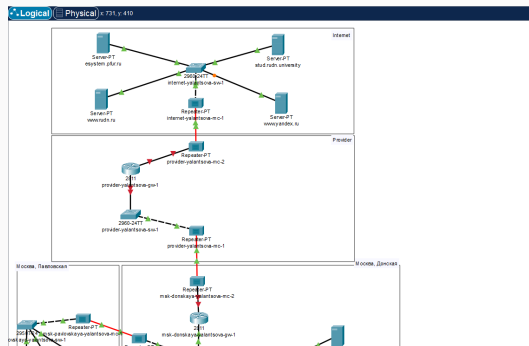 Logical Physical x: 731, y: 410
Internet
Server-PT
esystem.pfur.ru
Server-PT
stud.rudn.university
2960-24TT
internet-yalantsova-sw-1
Server-PT
www.rudn.ru
Repeater-PT
internet-yalantsova-mc-1
Server-PT
www.yandex.ru
Provider
Repeater-PT
provider-yalantsova-mc-2
2811
provider-yalantsova-gw-1
2960-24TT
provider-yalantsova-sw-1
Repeater-PT
provider-yalantsova-mc-1
Москва, Павловская
Москва, Донская
Repeater-PT
msk-donskaya-yalantsova-mc-2
Repeater-PT
2811
msk-donskaya-yalantsova-gw-1